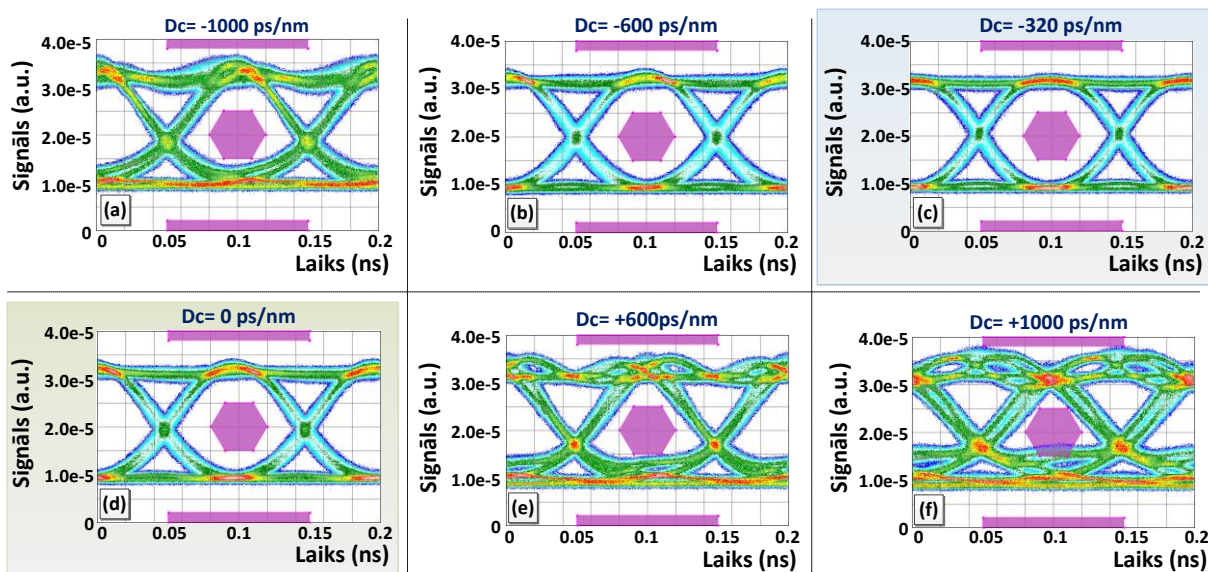 Dc= -1000 ps/nm
Signāls (a.u.)
4.0e-5
3.0e-5
2.0e-5
1.0e-5
0
(a)
0 0.05 0.1 0.15 0.2
Laiks (ns)
Dc= -600 ps/nm
Signāls (a.u.)
4.0e-5
3.0e-5
2.0e-5
1.0e-5
0
(b)
0 0.05 0.1 0.15 0.2
Laiks (ns)
Dc= -320 ps/nm
Signāls (a.u.)
4.0e-5
3.0e-5
2.0e-5
1.0e-5
0
(c)
0 0.05 0.1 0.15 0.2
Laiks (ns)
Dc= 0 ps/nm
Signāls (a.u.)
4.0e-5
3.0e-5
2.0e-5
1.0e-5
0
(d)
0 0.05 0.1 0.15 0.2
Laiks (ns)
Dc= +600ps/nm
Signāls (a.u.)
4.0e-5
3.0e-5
2.0e-5
1.0e-5
0
(e)
0 0.05 0.1 0.15 0.2
Laiks (ns)
Dc= +1000 ps/nm
Signāls (a.u.)
4.0e-5
3.0e-5
2.0e-5
1.0e-5
0
(f)
0 0.05 0.1 0.15 0.2
Laiks (ns)